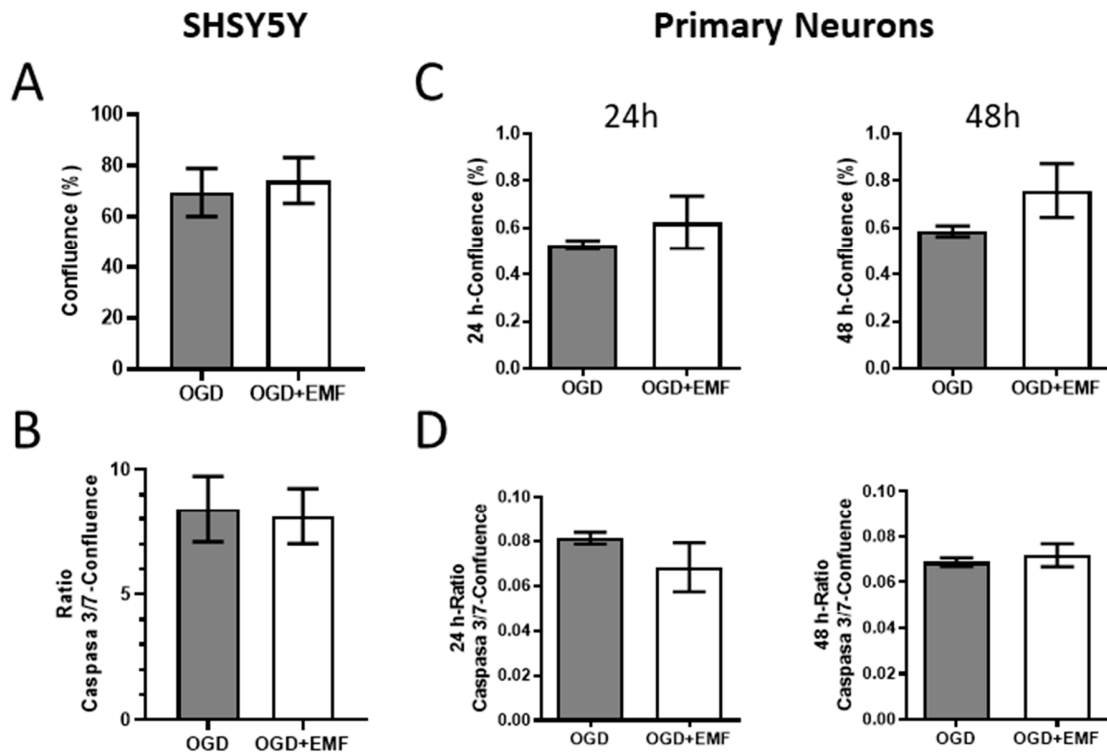 SHSY5Y
Primary Neurons
A
Confluence (%)
100
80
60
40
20
0
OGD
OGD+EMF
C
24h
24 h-Confluence (%)
1.0
0.8
0.6
0.4
0.2
0.0
OGD
OGD+EMF
48h
48 h-Confluence (%)
1.0
0.8
0.6
0.4
0.2
0.0
OGD
OGD+EMF
B
Ratio
Caspasa 3/7-Confluence
10
5
0
OGD
OGD+EMF
D
24 h-Ratio
Caspasa 3/7-Confuence
0.10
0.08
0.06
0.04
0.02
0.00
OGD
OGD+EMF
48 h-Ratio
Caspasa 3/7-Confluence
0.10
0.08
0.06
0.04
0.02
0.00
OGD
OGD+EMF